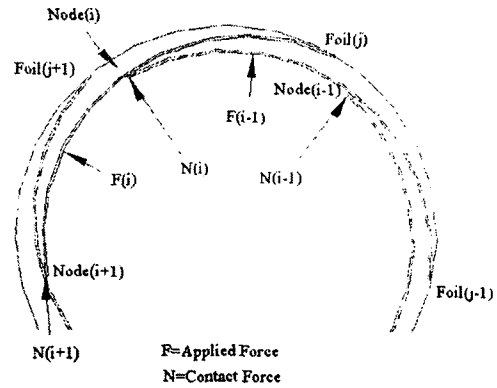 Node(i)
Foil(j+1)
Foil(j)
Node(i-1)
F(i-1)
N(i)
N(i-1)
F(i)
Node(i+1)
Foil(j-1)
N(i+1)
F=Applied Force
N=Contact Force